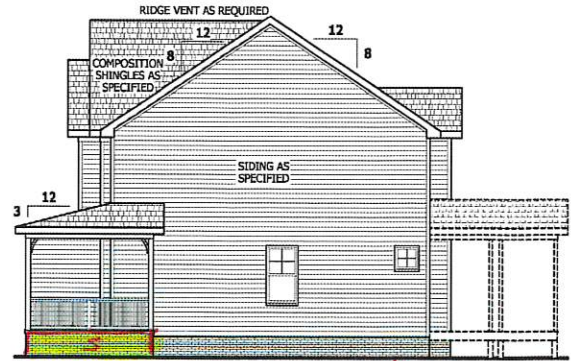 RIDGE VENT AS REQUIRED
12
8
COMPOSITION
SHINGLES AS
SPECIFIED
12
8
SIDING AS
SPECIFIED
12
3